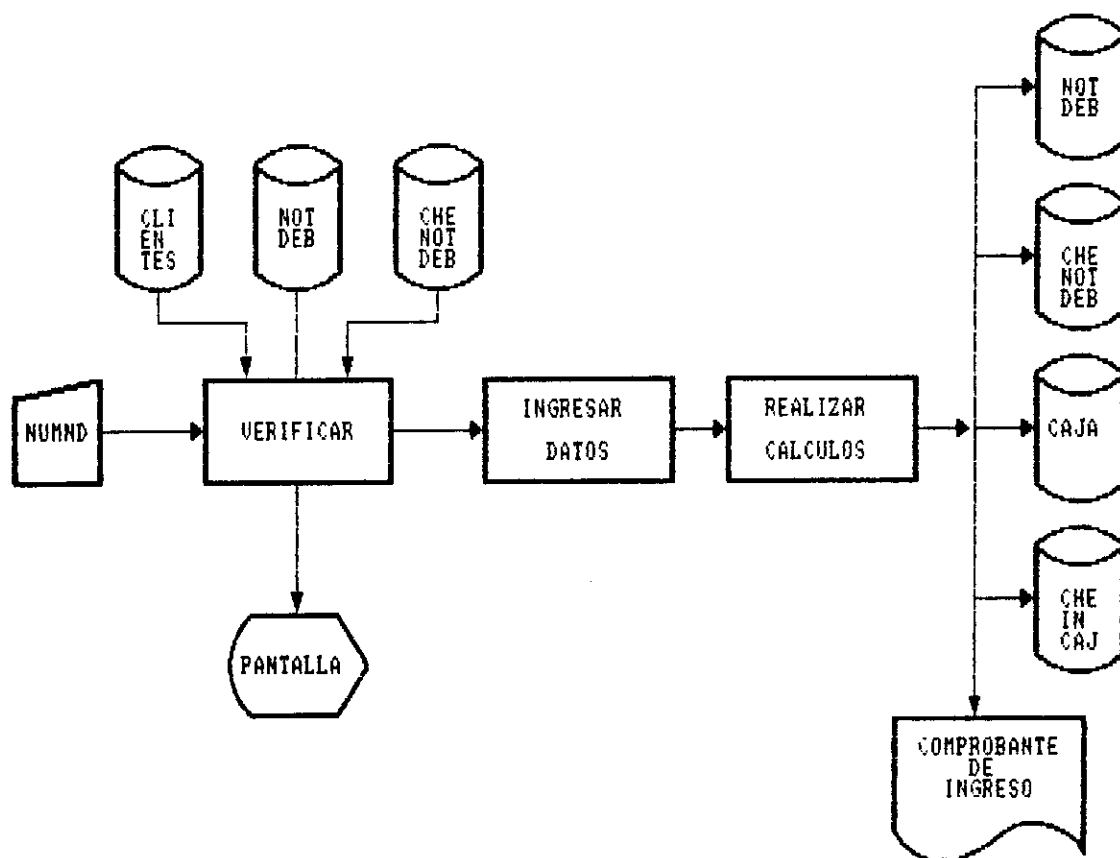 NOT
DEB
CLI
EN
TES
NOT
DEB
CHE
NOT
DEB
CHE
NOT
DEB
NUMND
VERIFICAR
INGRESAR
DATOS
REALIZAR
CALCULOS
CAJA
CHE
IN
CAJ
PANTALLA
COMPROBANTE
DE
INGRESO